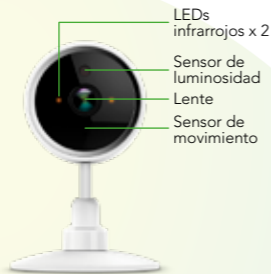 LEDs
infrarrojos x 2
Sensor de
luminosidad
Lente
Sensor de
movimiento